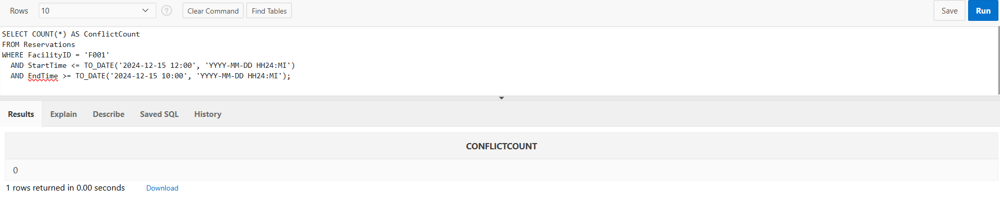 Rows 10 ? Clear Command Find Tables Save Run
SELECT COUNT(*) AS ConflictCount
FROM Reservations
WHERE FacilityID = 'F001'
  AND StartTime <= TO_DATE('2024-12-15 12:00', 'YYYY-MM-DD HH24:MI')
  AND EndTime >= TO_DATE('2024-12-15 10:00', 'YYYY-MM-DD HH24:MI');
Results Explain Describe Saved SQL History
CONFLICTCOUNT
0
1 rows returned in 0.00 seconds Download